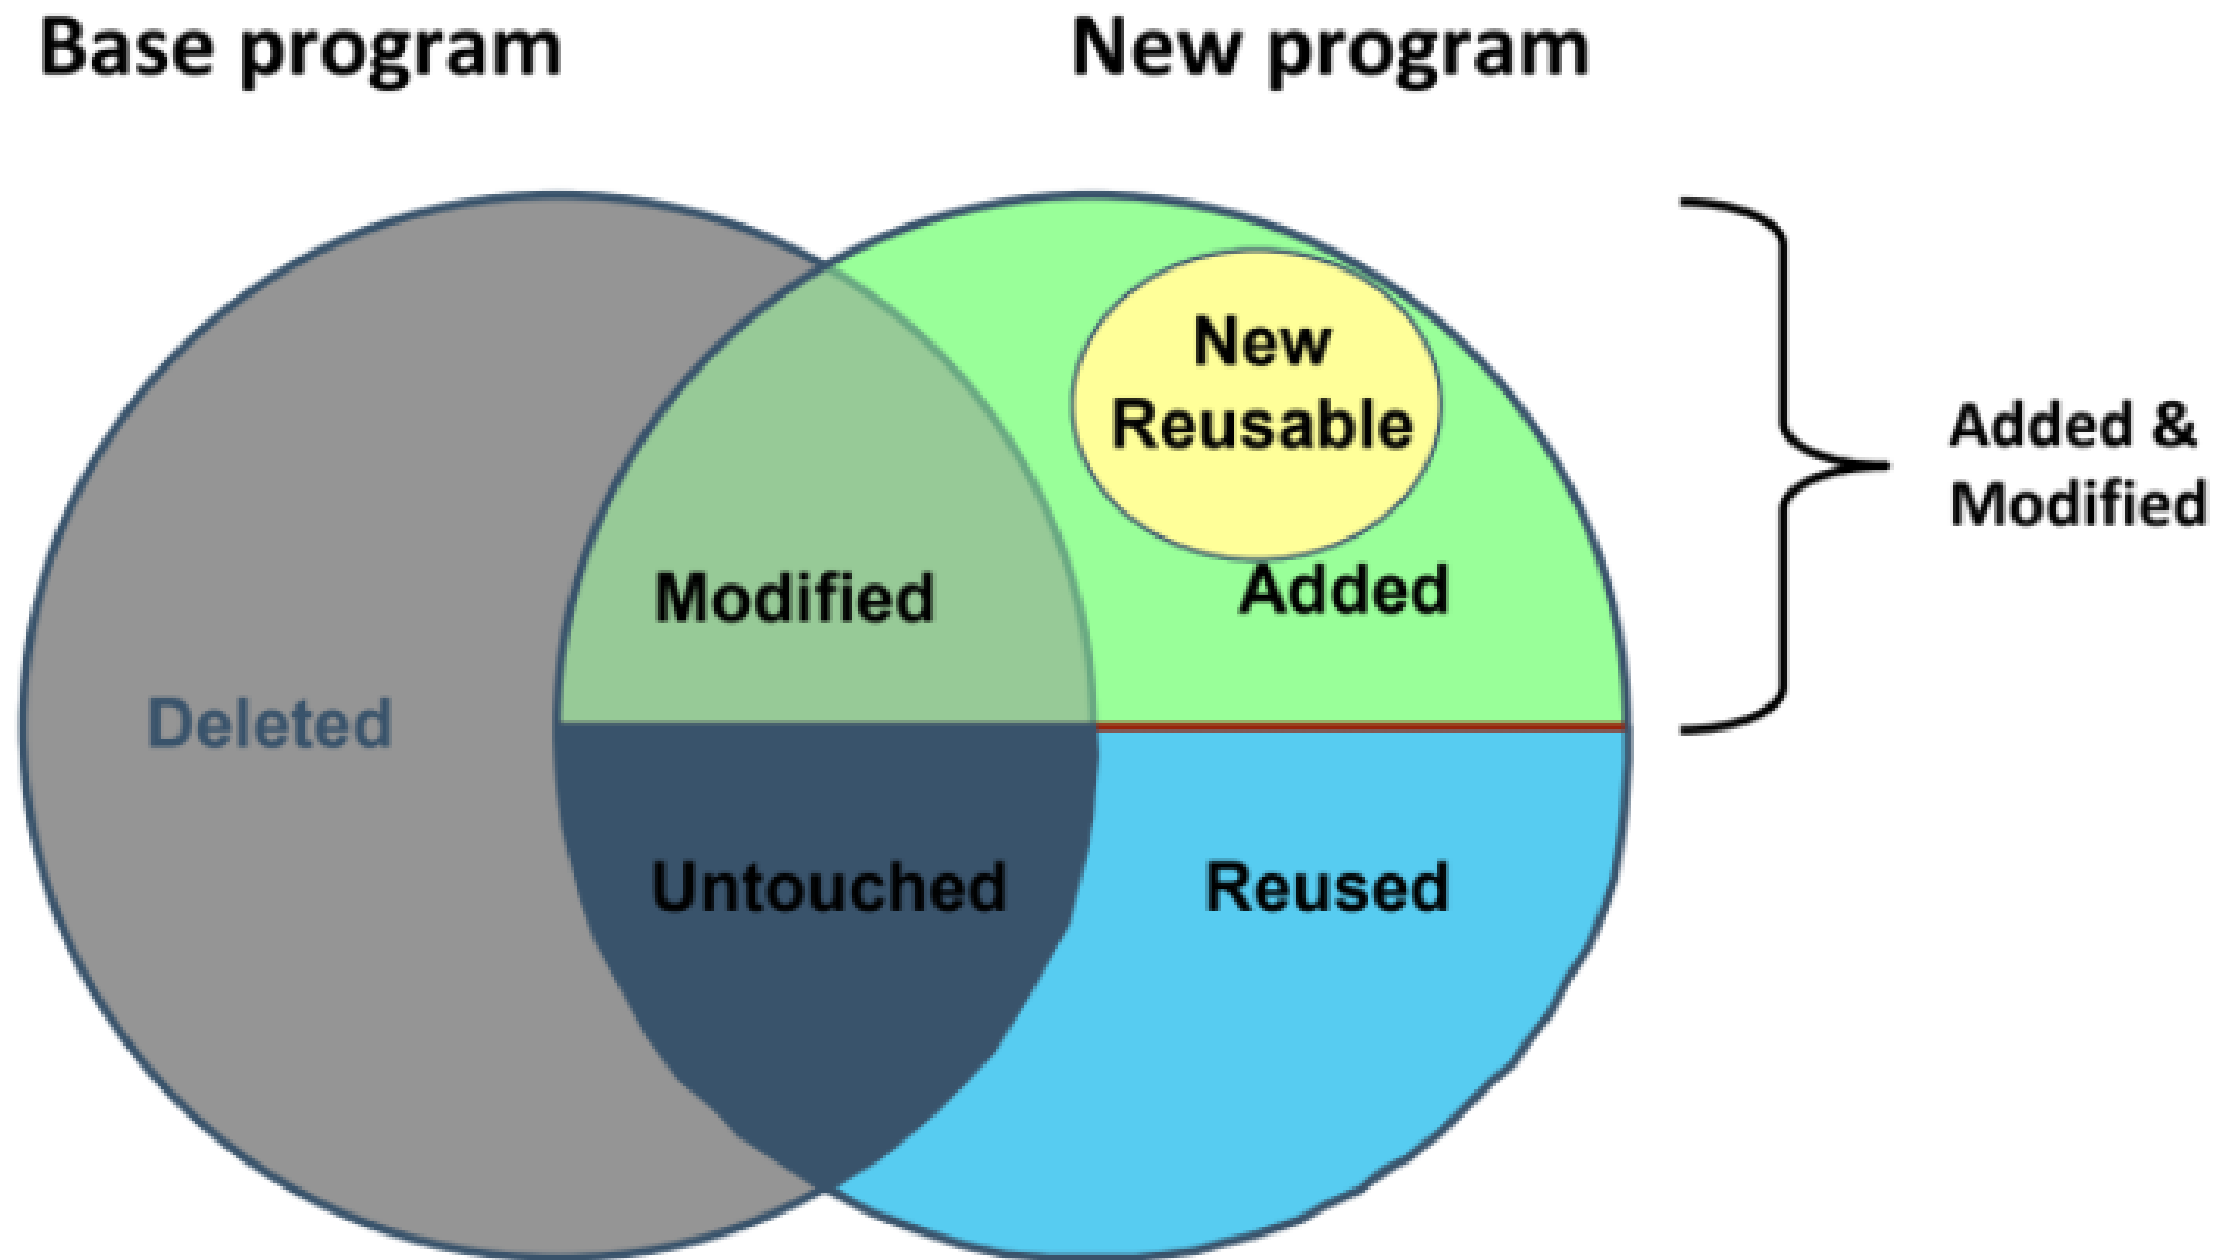 Base program
New program
New
Reusable
Added &
Modified
Modified
Added
Deleted
Untouched
Reused